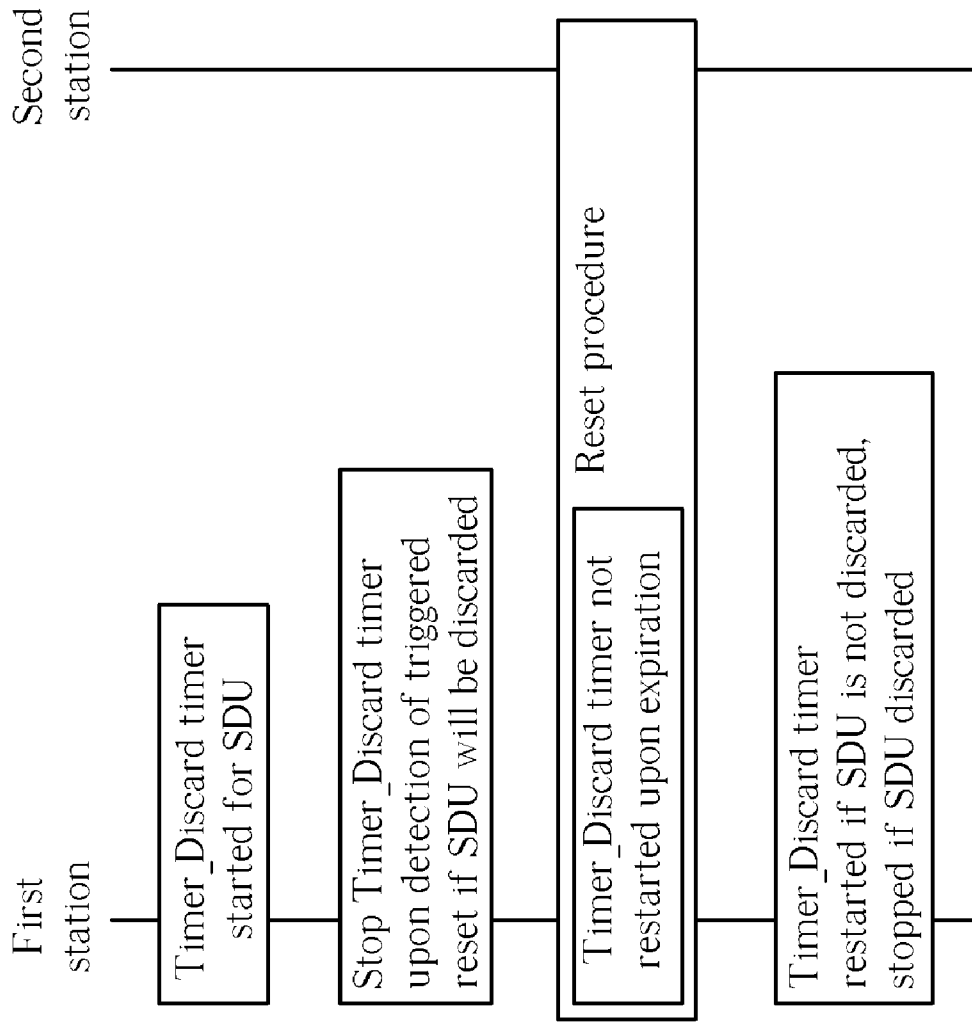 First
station
Second
station
Timer_Discard timer
started for SDU
Stop Timer_Discard timer
upon detection of triggered
reset if SDU will be discarded
Timer_Discard timer not
restarted upon expiration
Reset procedure
Timer_Discard timer
restarted if SDU is not discarded,
stopped if SDU discarded